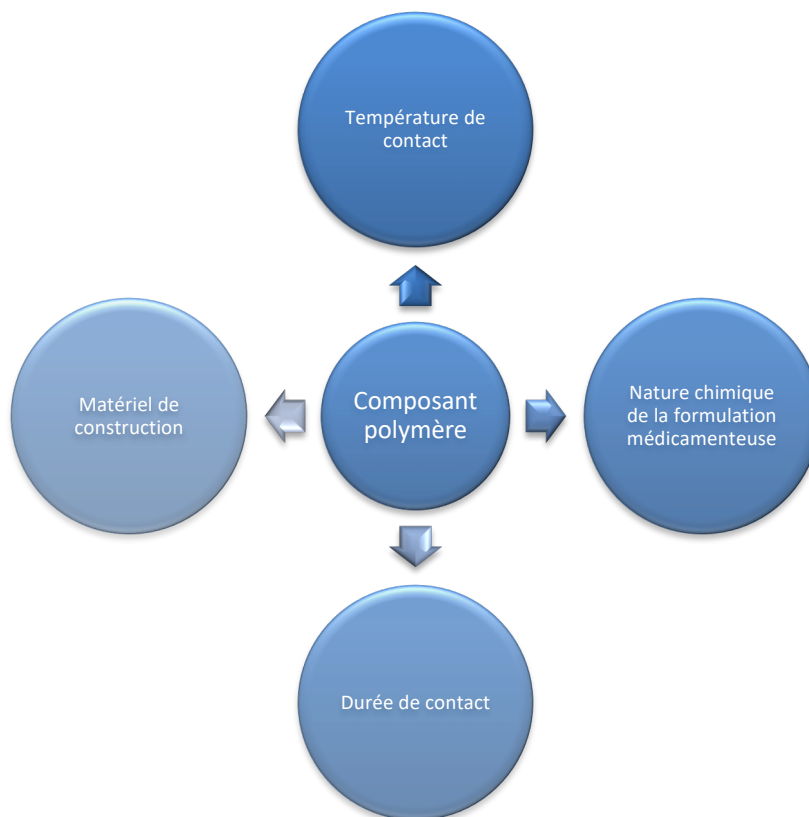 Température de
contact
Matériel de
construction
Composant
polymère
Nature chimique
de la formulation
médicamenteuse
Durée de contact